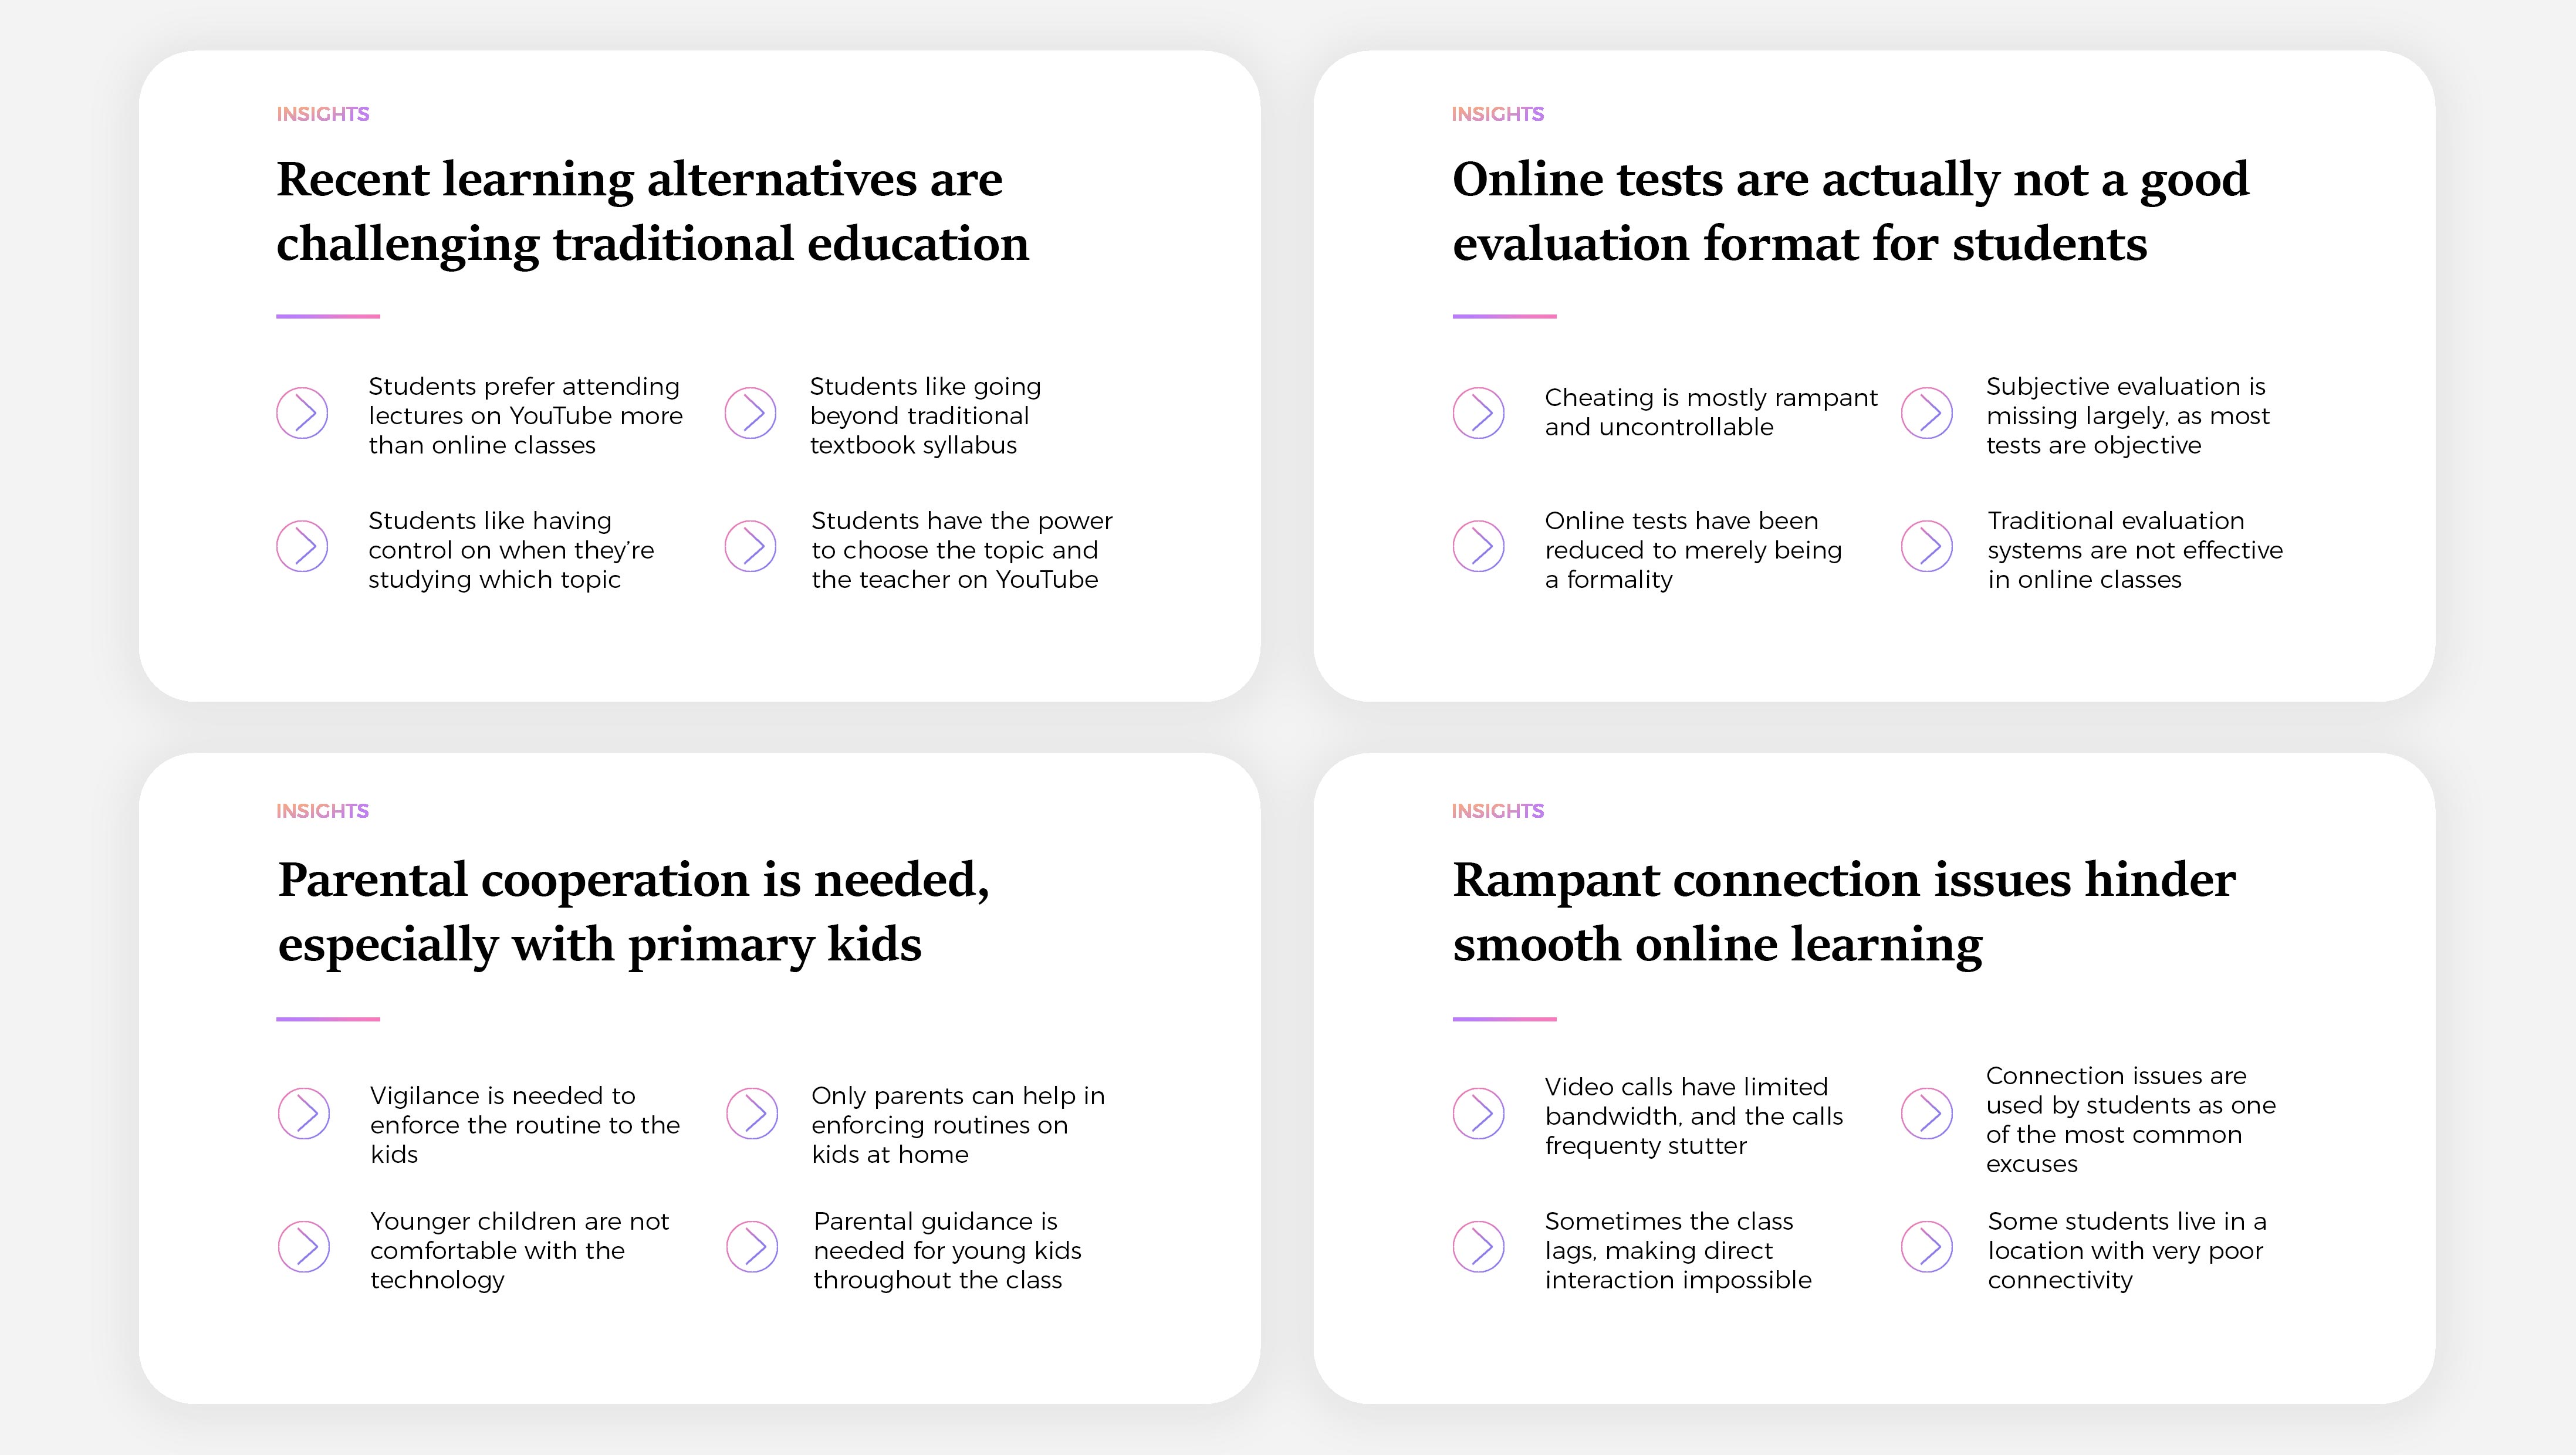 INSIGHTS
Recent learning alternatives are
challenging traditional education
Students prefer attending
lectures on YouTube more
than online classes
Students like going
beyond traditional
textbook syllabus
Students like having
control on when they’re
studying which topic
Students have the power
to choose the topic and
the teacher on YouTube
INSIGHTS
Online tests are actually not a good
evaluation format for students
Cheating is mostly rampant
and uncontrollable
Subjective evaluation is
missing largely, as most
tests are objective
Online tests have been
reduced to merely being
a formality
Traditional evaluation
systems are not effective
in online classes
INSIGHTS
Parental cooperation is needed,
especially with primary kids
Vigilance is needed to
enforce the routine to the
kids
Only parents can help in
enforcing routines on
kids at home
Younger children are not
comfortable with the
technology
Parental guidance is
needed for young kids
throughout the class
INSIGHTS
Rampant connection issues hinder
smooth online learning
Video calls have limited
bandwidth, and the calls
frequenty stutter
Connection issues are
used by students as one
of the most common
excuses
Sometimes the class
lags, making direct
interaction impossible
Some students live in a
location with very poor
connectivity